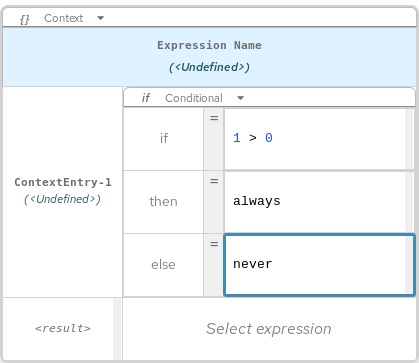 {} Context
Expression Name
(<Undefined>)
if Conditional
ContextEntry-1
(<Undefined>)
if = 1 > 0
then = always
else = never
<result>
Select expression